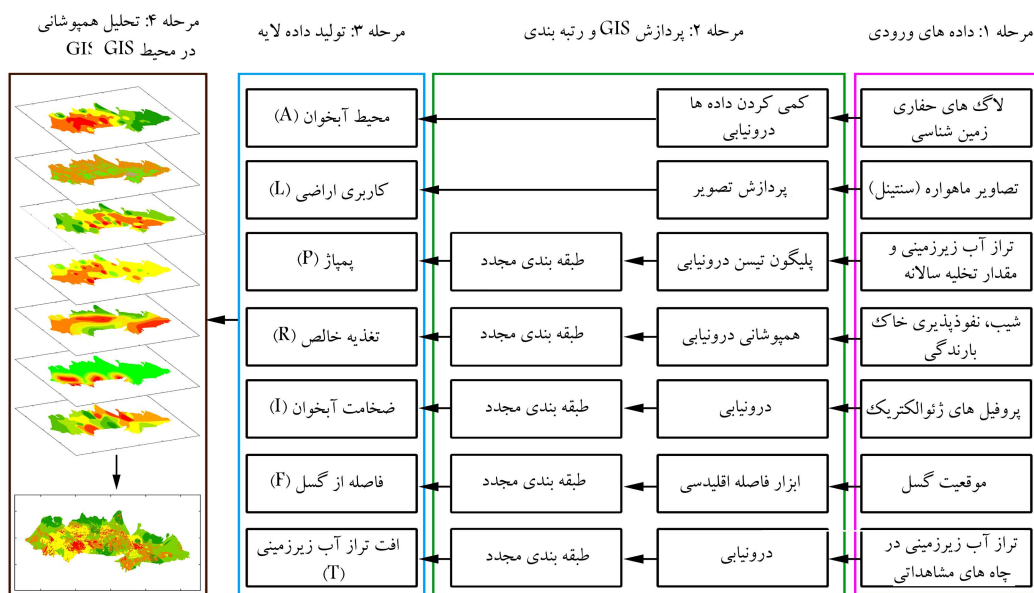 مرحله ۱: داده های ورودی
مرحله ۲: پردازش GIS و رتبه بندی
مرحله ۳: تولید داده لایه
مرحله ۴: تحلیل همپوشانی
در محیط GIS GIS
لاگ های حفاری
زمین شناسی
کمی کردن داده ها
درونیابی
محیط آبخوان (A)
تصاویر ماهواره (سنتینل)
پردازش تصویر
کاربری اراضی (L)
تراز آب زیرزمینی و
مقدار تخلیه سالانه
پلیگون تیسن درونیابی
طبقه بندی مجدد
پمپاژ (P)
شیب، نفوذپذیری خاک
بارندگی
همپوشانی درونیابی
طبقه بندی مجدد
تغذیه خالص (R)
پروفیل های ژئوالکتریک
درونیابی
طبقه بندی مجدد
ضخامت آبخوان (I)
موقعیت گسل
ابزار فاصله اقلیدسی
طبقه بندی مجدد
فاصله از گسل (F)
تراز آب زیرزمینی در
چاه های مشاهداتی
درونیابی
طبقه بندی مجدد
افت تراز آب زیرزمینی
(T)